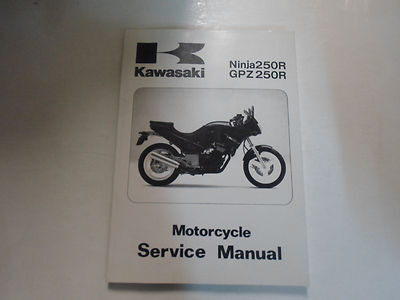 Kawasaki
Ninja250R
GPZ250R
Motorcycle
Service Manual